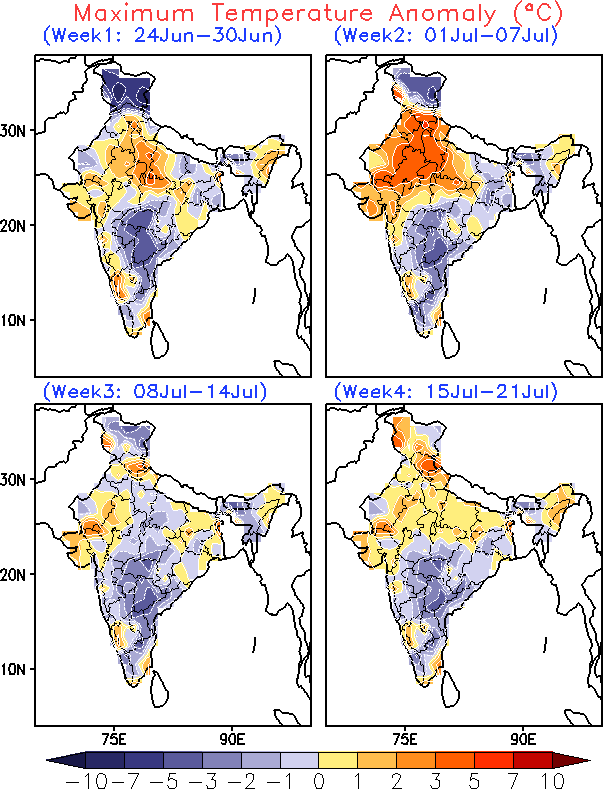 Maximum Temperature Anomaly (°C)
(Week1: 24Jun−30Jun) (Week2: 01Jul−07Jul)
30N
20N
10N
(Week3: 08Jul−14Jul) (Week4: 15Jul−21Jul)
30N
20N
10N
75E 90E 75E 90E
−10 −7 −5 −3 −2 −1 0 1 2 3 5 7 10